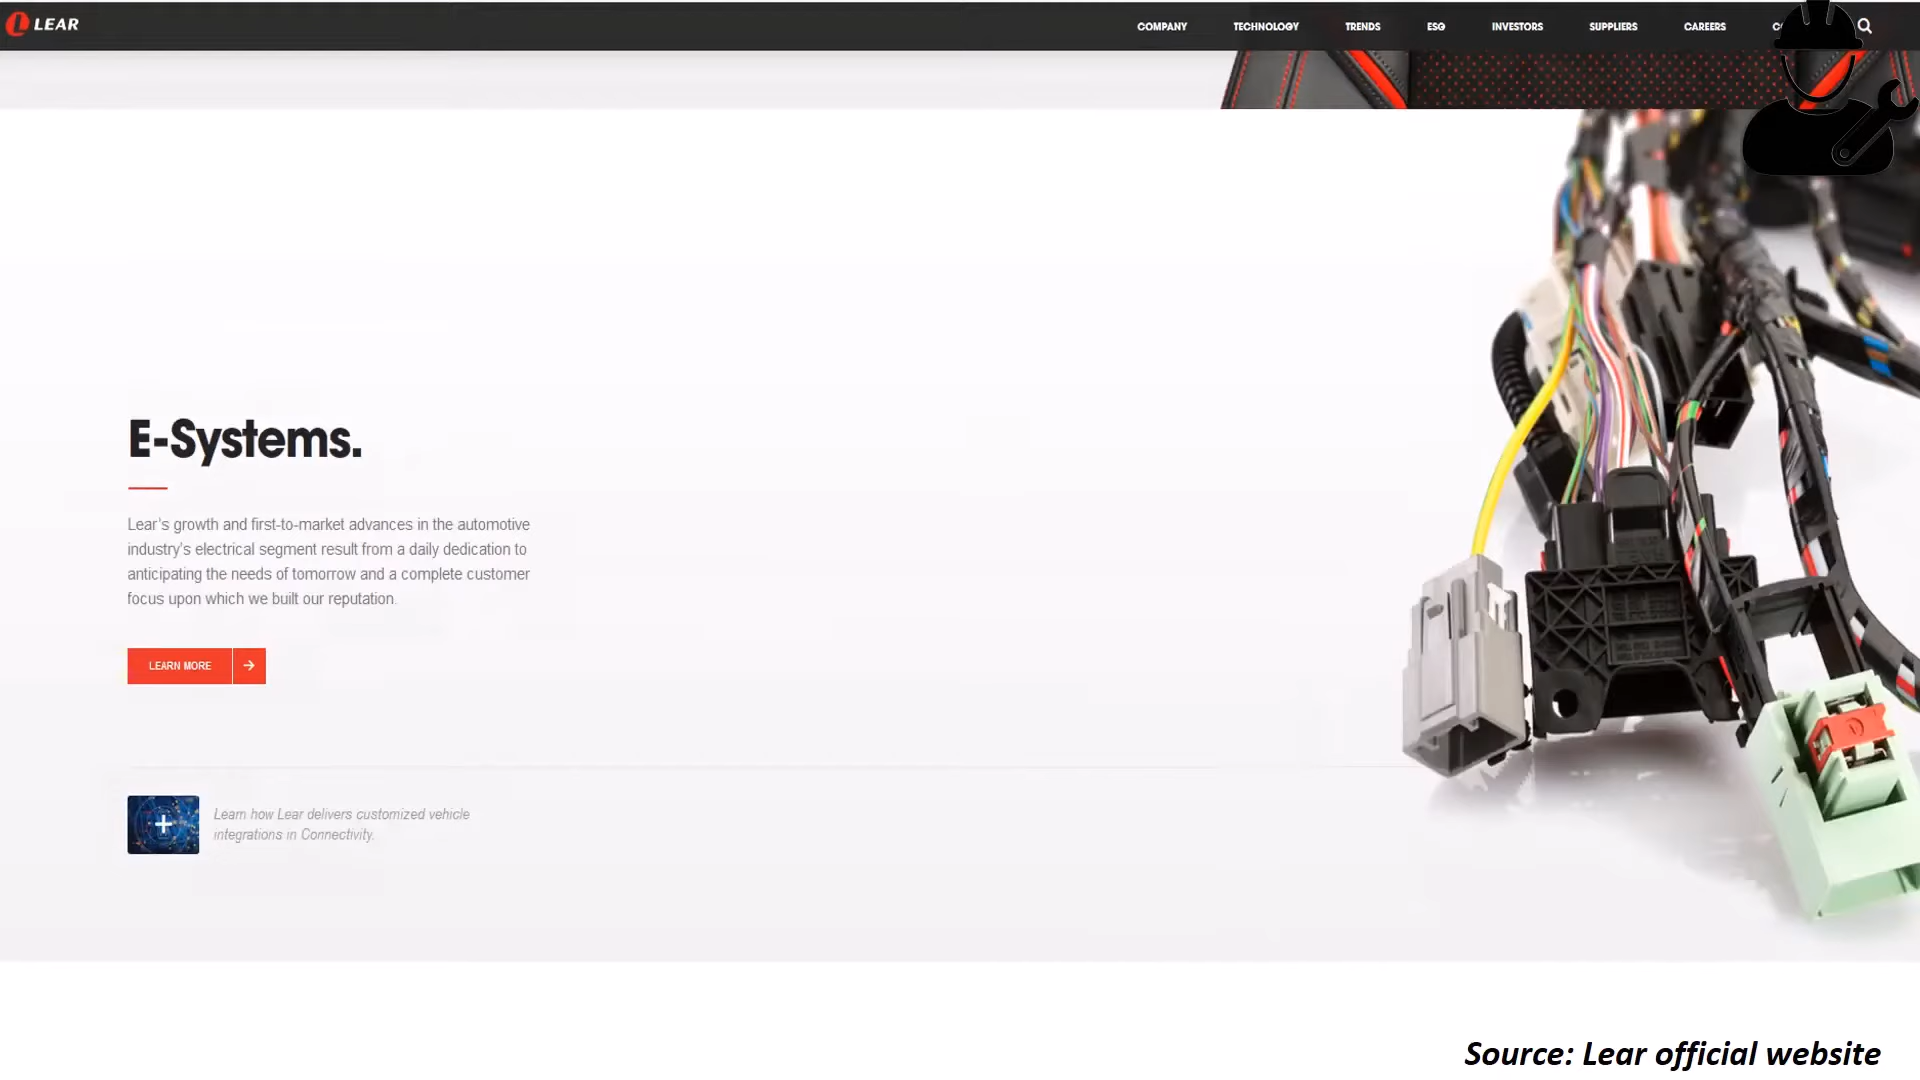 LEAR
COMPANY TECHNOLOGY TRENDS ESG INVESTORS SUPPLIERS CAREERS
E-Systems.
Lear's growth and first-to-market advances in the automotive
industry's electrical segment result from a daily dedication to
anticipating the needs of tomorrow and a complete customer
focus upon which we built our reputation.
LEARN MORE
Learn how Lear delivers customized vehicle
integrations in Connectivity.
Source: Lear official website